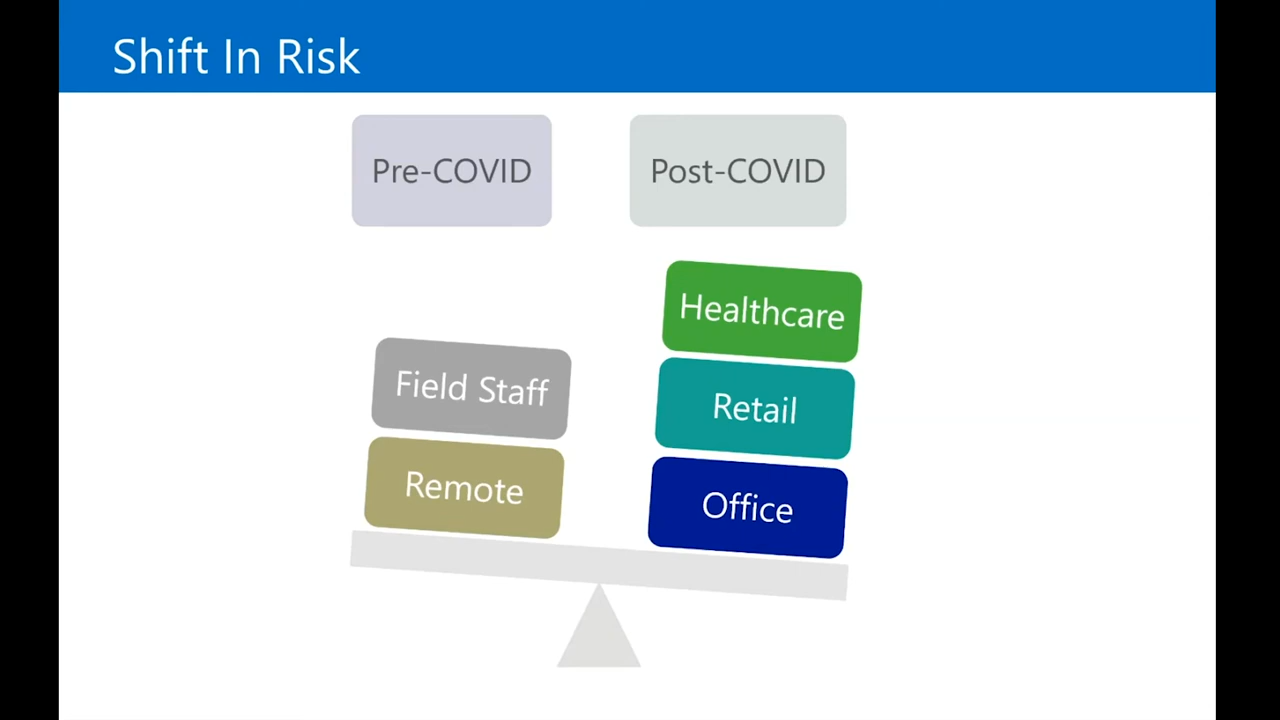 Shift In Risk
Pre-COVID
Post-COVID
Field Staff
Remote
Healthcare
Retail
Office